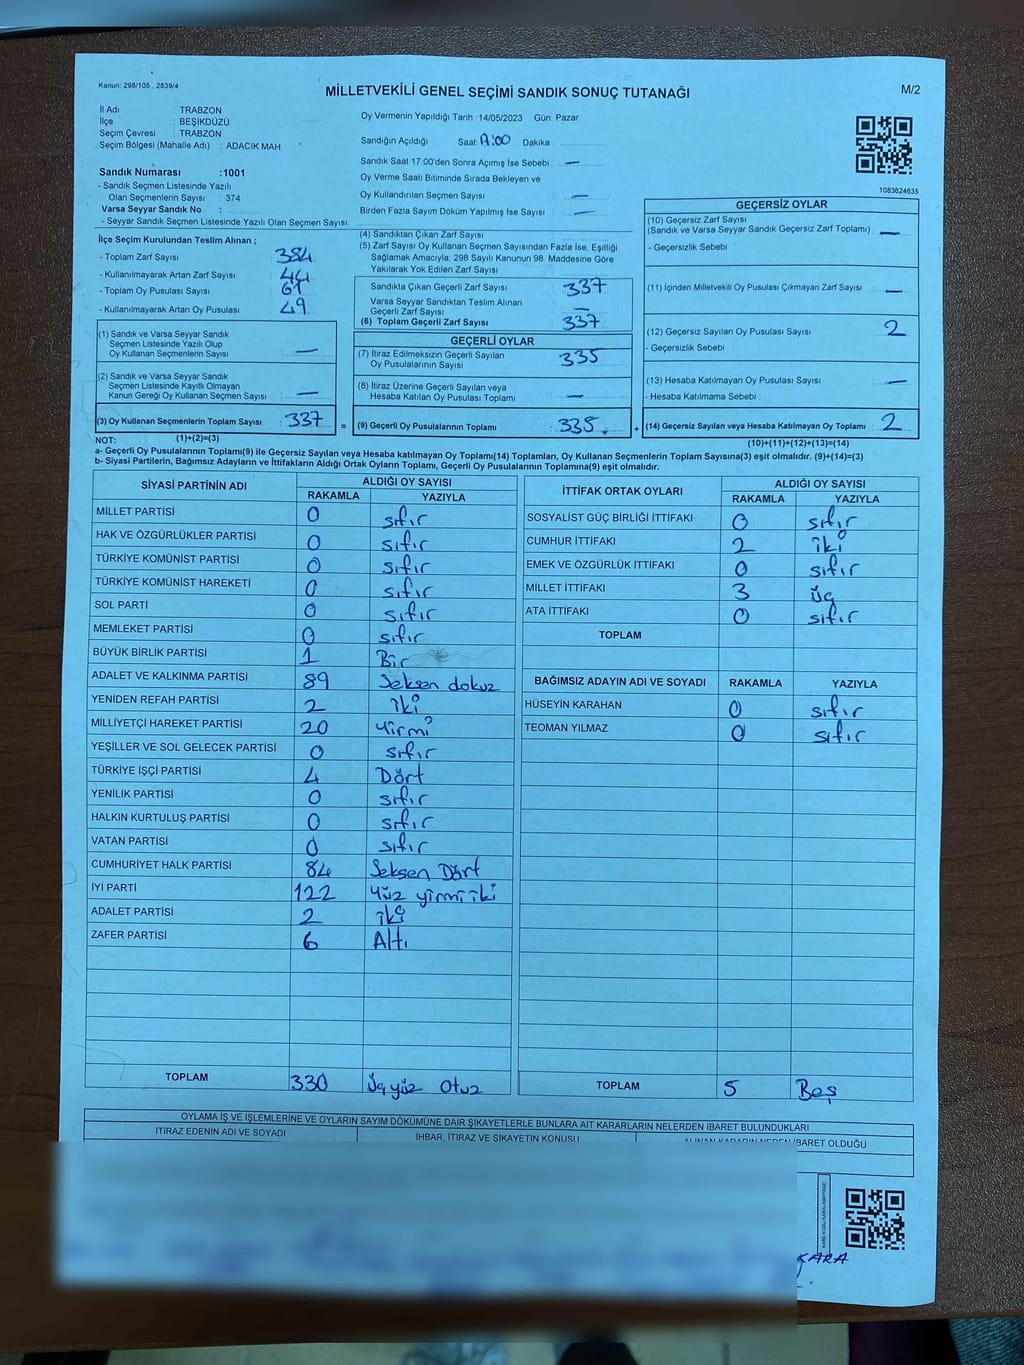 Kanun: 298/105 , 2839/4
MİLLETVEKİLİ GENEL SEÇİMİ SANDIK SONUÇ TUTANAĞI
M/2
İl Adı : TRABZON
İlçe : BEŞİKDÜZÜ
Seçim Çevresi : TRABZON
Seçim Bölgesi (Mahalle Adı) : ADACIK MAH
Sandık Numarası :1001
- Sandık Seçmen Listesinde Yazılı
Olan Seçmenlerin Sayısı : 374
Varsa Seyyar Sandık No :
- Seyyar Sandık Seçmen Listesinde Yazılı Olan Seçmen Sayısı:
Oy Vermenin Yapıldığı Tarih : 14/05/2023 Gün: Pazar
Sandığın Açıldığı Saat Dakika :
Sandık Saat 17:00'den Sonra Açımış İse Sebebi : —
Oy Verme Saati Bitiminde Sırada Bekleyen ve
Oy Kullandırılan Seçmen Sayısı : —
Birden Fazla Sayım Döküm Yapılmış İse Sayısı : —
1083624635
İlçe Seçim Kurulundan Teslim Alınan ;
- Toplam Zarf Sayısı : 384
- Kullanılmayarak Artan Zarf Sayısı :
- Toplam Oy Pusulası Sayısı :
- Kullanılmayarak Artan Oy Pusulası : 49
(1) Sandık ve Varsa Seyyar Sandık
Seçmen Listesinde Yazılı Olup
Oy Kullanan Seçmenlerin Sayısı : —
(2) Sandık ve Varsa Seyyar Sandık
Seçmen Listesinde Kayıtlı Olmayan
Kanun Gereği Oy Kullanan Seçmen Sayısı : —
(3) Oy Kullanan Seçmenlerin Toplam Sayısı : 337
(1)+(2)=(3)
(4) Sandıktan Çıkan Zarf Sayısı :
(5) Zarf Sayısı Oy Kullanan Seçmen Sayısından Fazla İse, Eşitliği
Sağlamak Amacıyla, 298 Sayılı Kanunun 98. Maddesine Göre
Yakılarak Yok Edilen Zarf Sayısı :
Sandıkta Çıkan Geçerli Zarf Sayısı : 337
Varsa Seyyar Sandıktan Teslim Alınan
Geçerli Zarf Sayısı : —
(6) Toplam Geçerli Zarf Sayısı : 337
GEÇERLİ OYLAR
(7) İtiraz Edilmeksizin Geçerli Sayılan
Oy Pusulalarının Sayısı : 335
(8) İtiraz Üzerine Geçerli Sayılan veya
Hesaba Katılan Oy Pusulası Toplamı : —
= (9) Geçerli Oy Pusulalarının Toplamı : 335 +
GEÇERSİZ OYLAR
(10) Geçersiz Zarf Sayısı
(Sandık ve Varsa Seyyar Sandık Geçersiz Zarf Toplamı) : —
- Geçersizlik Sebebi :
(11) İçinden Milletvekili Oy Pusulası Çıkmayan Zarf Sayısı : —
(12) Geçersiz Sayılan Oy Pusulası Sayısı : 2
- Geçersizlik Sebebi :
(13) Hesaba Katılmayan Oy Pusulası Sayısı : —
- Hesaba Katılmama Sebebi :
(14) Geçersiz Sayılan veya Hesaba Katılmayan Oy Toplamı : 2
(10)+(11)+(12)+(13)=(14)
NOT:
a- Geçerli Oy Pusulalarının Toplamı(9) ile Geçersiz Sayılan veya Hesaba katılmayan Oy Toplamı(14) Toplamları, Oy Kullanan Seçmenlerin Toplam Sayısına(3) eşit olmalıdır. (9)+(14)=(3)
b- Siyasi Partilerin, Bağımsız Adayların ve İttifakların Aldığı Ortak Oyların Toplamı, Geçerli Oy Pusulalarının Toplamına(9) eşit olmalıdır.
SİYASİ PARTİNİN ADI ALDIĞI OY SAYISI
RAKAMLA YAZIYLA
MİLLET PARTİSİ 0 sıfır
HAK VE ÖZGÜRLÜKLER PARTİSİ 0 sıfır
TÜRKİYE KOMÜNİST PARTİSİ 0 sıfır
TÜRKİYE KOMÜNİST HAREKETİ 0 sıfır
SOL PARTİ 0 sıfır
MEMLEKET PARTİSİ 0 sıfır
BÜYÜK BİRLİK PARTİSİ 1 Bir
ADALET VE KALKINMA PARTİSİ 89 Seksen dokuz
YENİDEN REFAH PARTİSİ 2 iki
MİLLİYETÇİ HAREKET PARTİSİ 20 Yirmi
YEŞİLLER VE SOL GELECEK PARTİSİ 0 sıfır
TÜRKİYE İŞÇİ PARTİSİ 4 Dört
YENİLİK PARTİSİ 0 sıfır
HALKIN KURTULUŞ PARTİSİ 0 sıfır
VATAN PARTİSİ 0 sıfır
CUMHURİYET HALK PARTİSİ 84 Seksen Dört
İYİ PARTİ 122 Yüz yirmi iki
ADALET PARTİSİ 2 iki
ZAFER PARTİSİ 6 Altı
TOPLAM 330 Üçyüz Otuz
İTTİFAK ORTAK OYLARI ALDIĞI OY SAYISI
RAKAMLA YAZIYLA
SOSYALİST GÜÇ BİRLİĞİ İTTİFAKI 0 sıfır
CUMHUR İTTİFAKI 2 iki
EMEK VE ÖZGÜRLÜK İTTİFAKI 0 sıfır
MİLLET İTTİFAKI 3 üç
ATA İTTİFAKI 0 sıfır
TOPLAM
BAĞIMSIZ ADAYIN ADI VE SOYADI RAKAMLA YAZIYLA
HÜSEYİN KARAHAN 0 sıfır
TEOMAN YILMAZ 0 sıfır
TOPLAM 5 Beş
OYLAMA İŞ VE İŞLEMLERİNE VE OYLARIN SAYIM DÖKÜMÜNE DAİR ŞİKAYETLERLE BUNLARA AİT KARARLARIN NELERDEN İBARET BULUNDUKLARI
İTİRAZ EDENİN ADI VE SOYADI İHBAR, İTİRAZ VE ŞİKAYETİN KONUSU ALINAN KARARIN NEDEN İBARET OLDUĞU
KARA